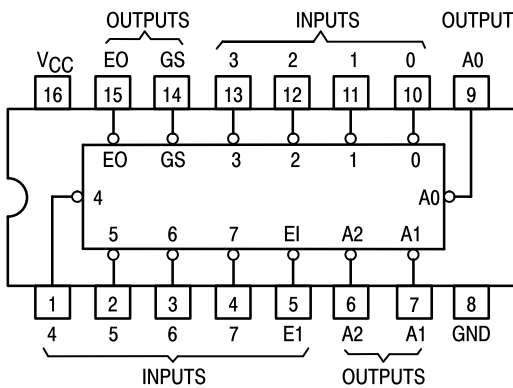 OUTPUTS INPUTS OUTPUT
VCC EO GS 3 2 1 0 A0
16 15 14 13 12 11 10 9
EO GS 3 2 1 0
4 A0
5 6 7 EI A2 A1
1 2 3 4 5 6 7 8
4 5 6 7 E1 A2 A1 GND
INPUTS OUTPUTS